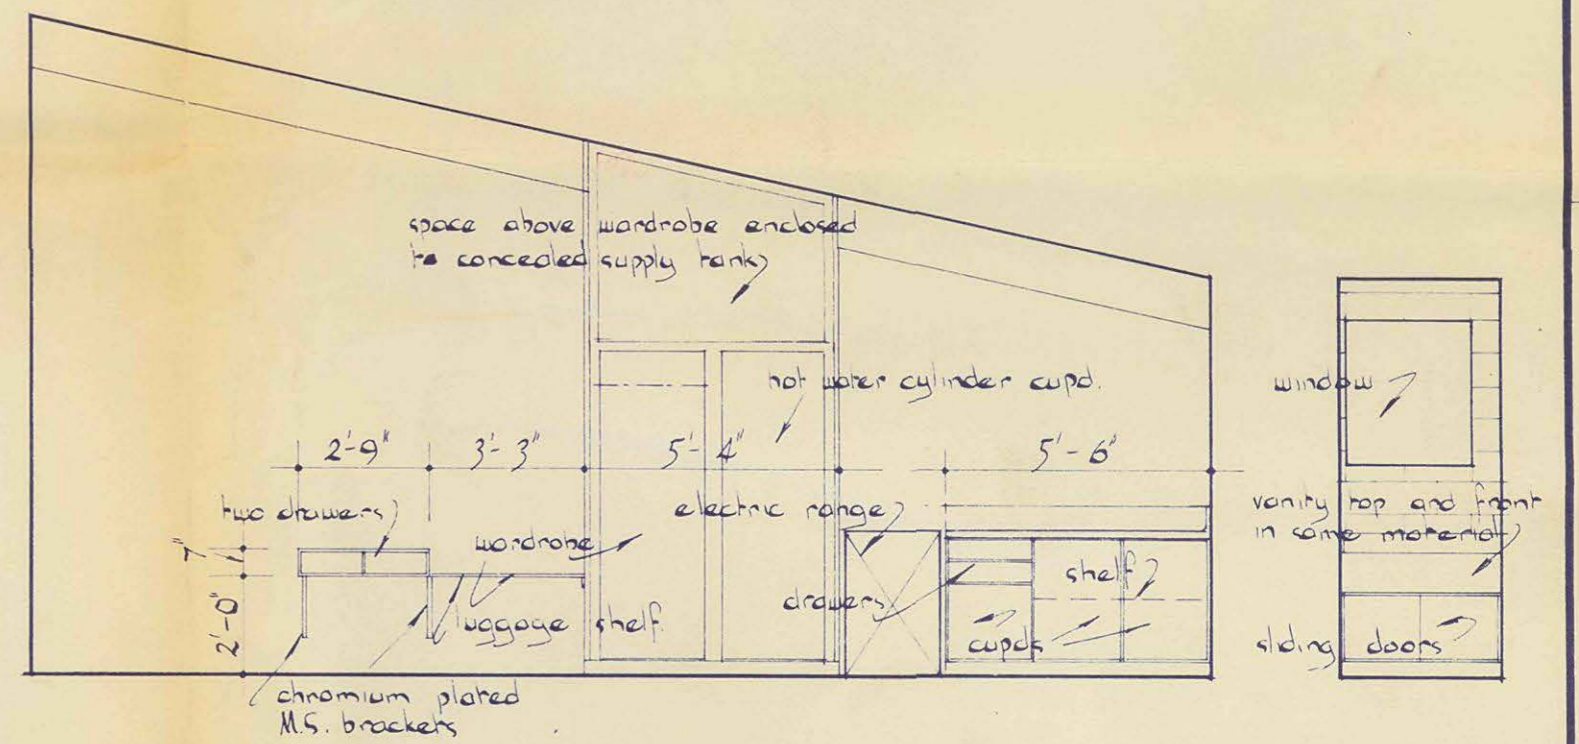 space above wardrobe enclosed
to concealed supply tank
hot water cylinder cupd.
window
2'-9" 3'-3" 5'-4" 5'-6"
two drawers
electric range
vanity top and front
in same material
7"
wardrobe
shelf
2'-0"
drawers
luggage shelf
cupds
sliding doors
chromium plated
M.S. brackets